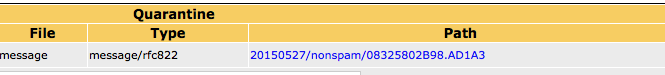 Quarantine
File Type Path
message message/rfc822 20150527/nonspam/08325802B98.AD1A3